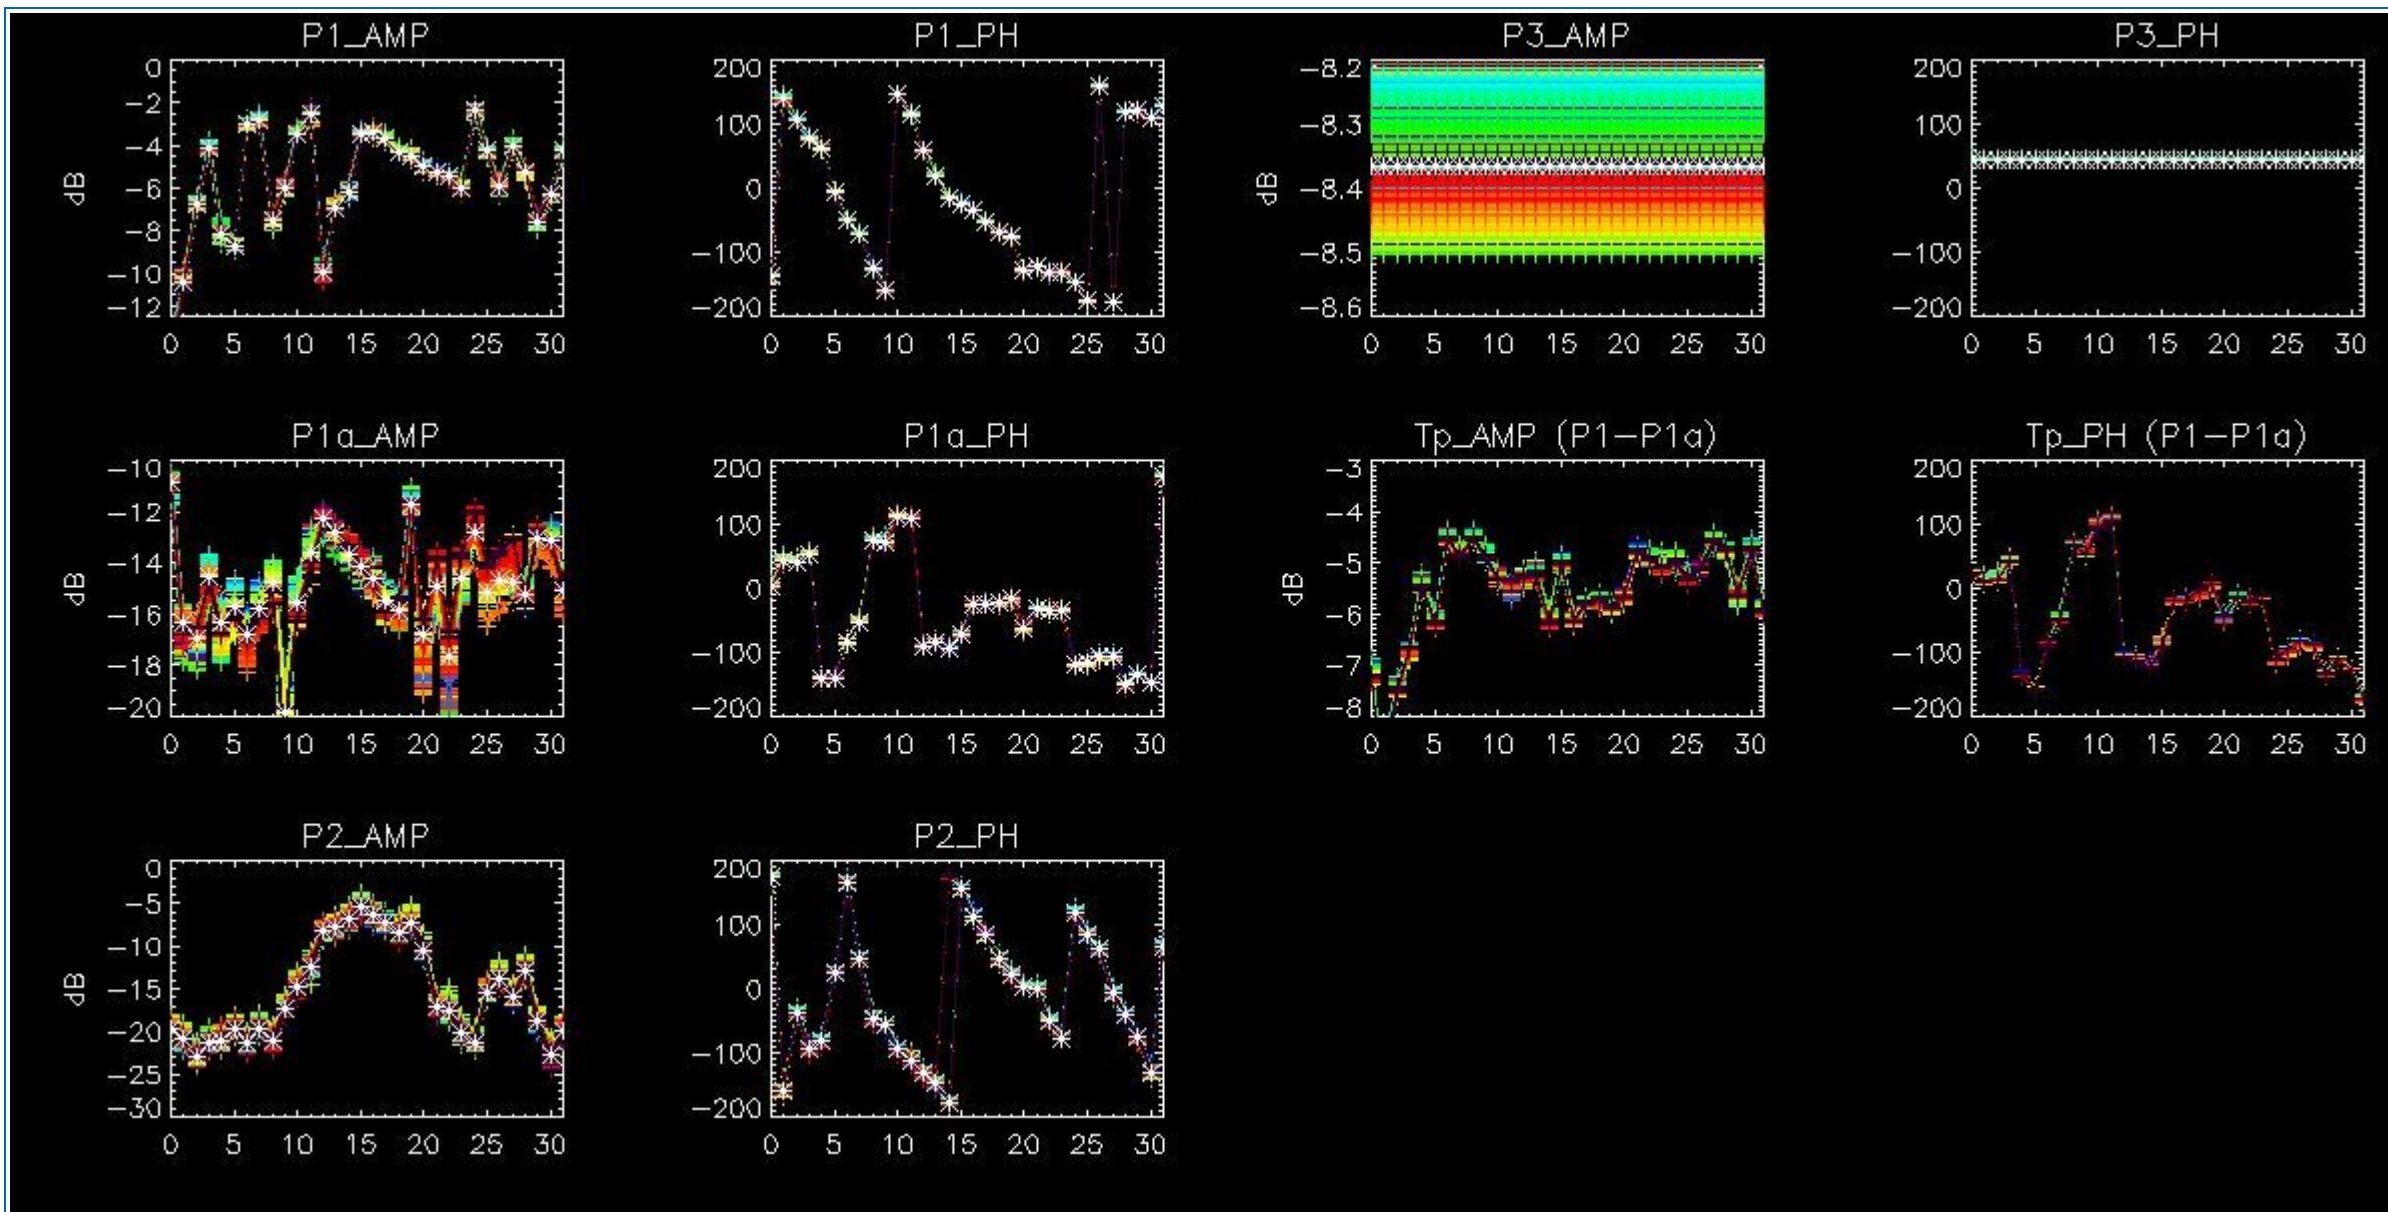 P1_AMP P1_PH P3_AMP P3_PH
0 200 −8.2 200
−2 100 −8.3 100
−4 0 −8.4 0
−6 −100 −8.5 −100
−8 −200 −8.6 −200
−10
−12
dB dB
0 5 10 15 20 25 30 0 5 10 15 20 25 30 0 5 10 15 20 25 30 0 5 10 15 20 25 30
P1a_AMP P1a_PH Tp_AMP (P1−P1a) Tp_PH (P1−P1a)
−10 200 −3 200
−12 100 −4 100
−14 0 −5 0
−16 −100 −6 −100
−18 −200 −7 −200
−20 −8
dB dB
0 5 10 15 20 25 30 0 5 10 15 20 25 30 0 5 10 15 20 25 30 0 5 10 15 20 25 30
P2_AMP P2_PH
0 200
−5 100
−10 0
−15 −100
−20 −200
−25
−30
dB
0 5 10 15 20 25 30 0 5 10 15 20 25 30